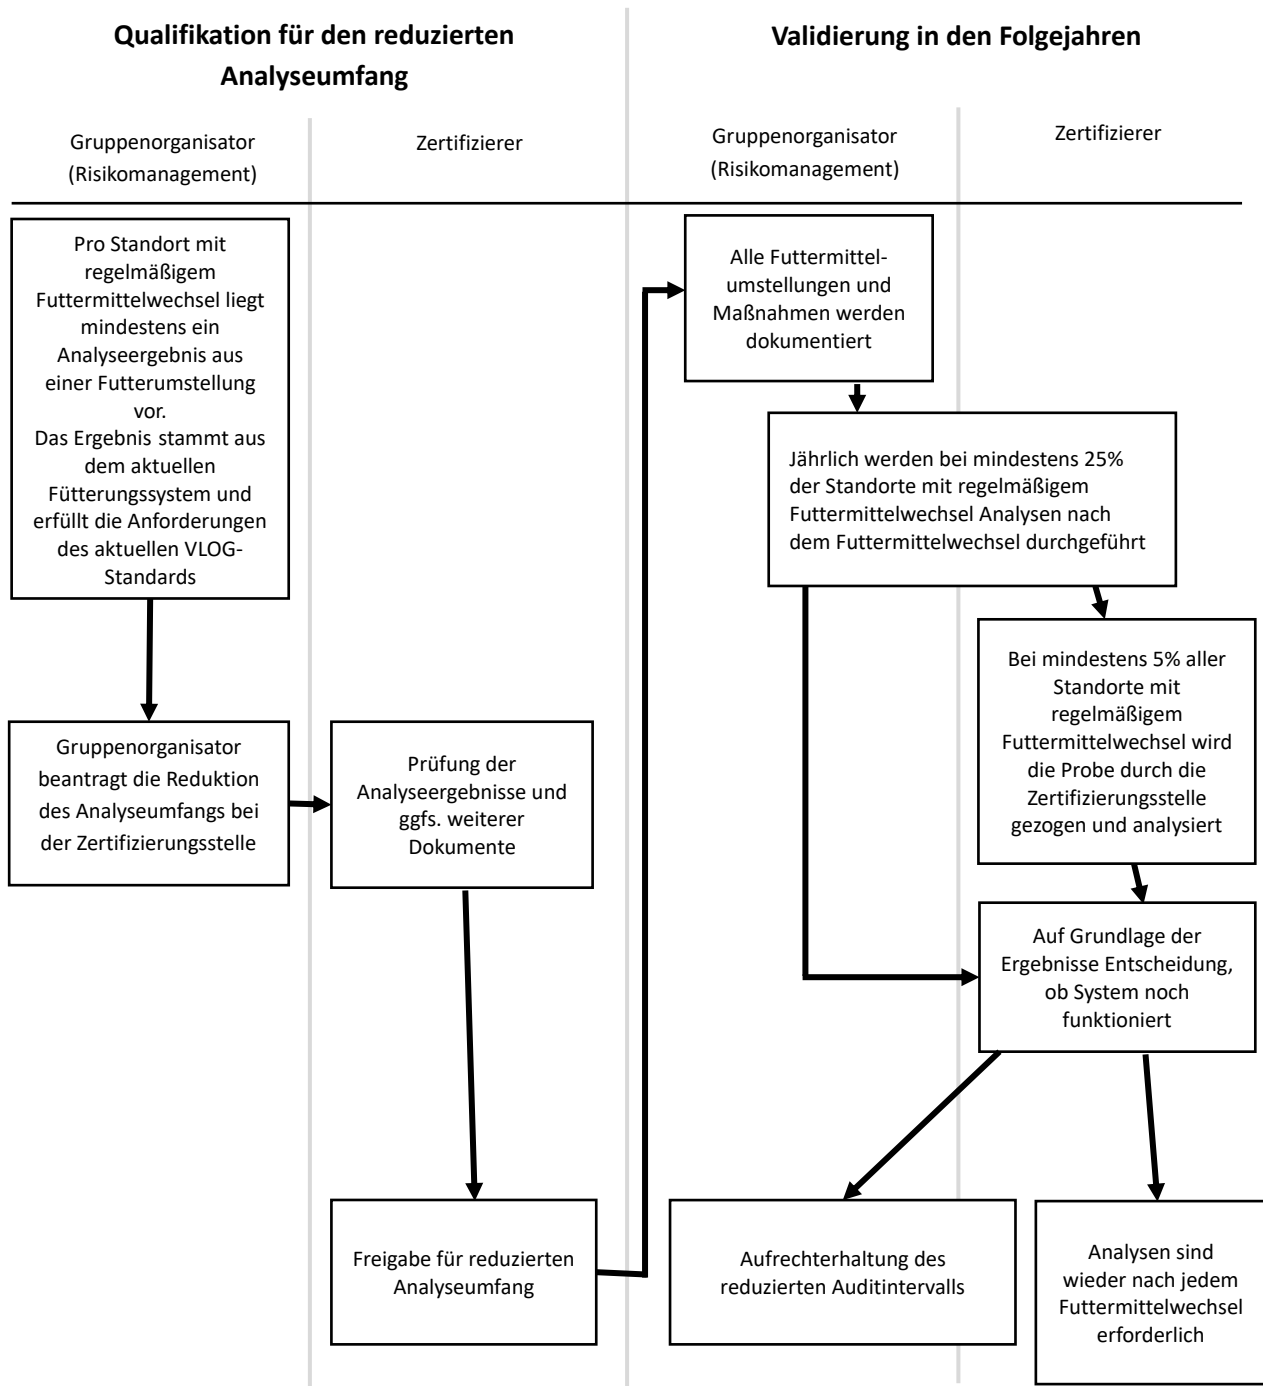 Qualifikation für den reduzierten
Analyseumfang
Validierung in den Folgejahren
Gruppenorganisator
(Risikomanagement)
Zertifizierer
Gruppenorganisator
(Risikomanagement)
Zertifizierer
Pro Standort mit
regelmäßigem
Futtermittelwechsel liegt
mindestens ein
Analyseergebnis aus
einer Futterumstellung
vor.
Das Ergebnis stammt aus
dem aktuellen
Fütterungssystem und
erfüllt die Anforderungen
des aktuellen VLOG-
Standards
Gruppenorganisator
beantragt die Reduktion
des Analyseumfangs bei
der Zertifizierungsstelle
Prüfung der
Analyseergebnisse und
ggfs. weiterer
Dokumente
Freigabe für reduzierten
Analyseumfang
Alle Futtermittel-
umstellungen und
Maßnahmen werden
dokumentiert
Jährlich werden bei mindestens 25%
der Standorte mit regelmäßigem
Futtermittelwechsel Analysen nach
dem Futtermittelwechsel durchgeführt
Bei mindestens 5% aller
Standorte mit
regelmäßigem
Futtermittelwechsel wird
die Probe durch die
Zertifizierungsstelle
gezogen und analysiert
Auf Grundlage der
Ergebnisse Entscheidung,
ob System noch
funktioniert
Aufrechterhaltung des
reduzierten Auditintervalls
Analysen sind
wieder nach jedem
Futtermittelwechsel
erforderlich